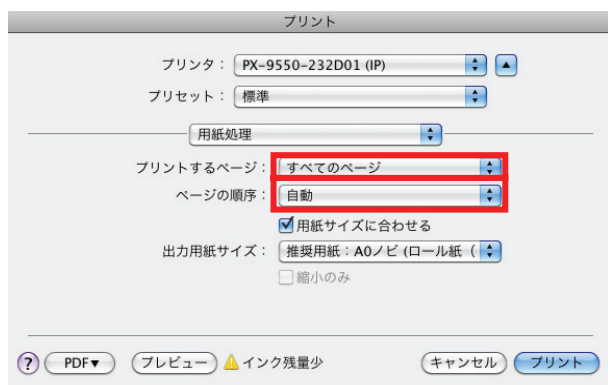 プリント
プリンタ： PX-9550-232D01 (IP)
プリセット： 標準
用紙処理
プリントするページ： すべてのページ
ページの順序： 自動
用紙サイズに合わせる
出力用紙サイズ： 推奨用紙：A0ノビ (ロール紙 (
縮小のみ
? PDF▼ プレビュー インク残量少 キャンセル プリント